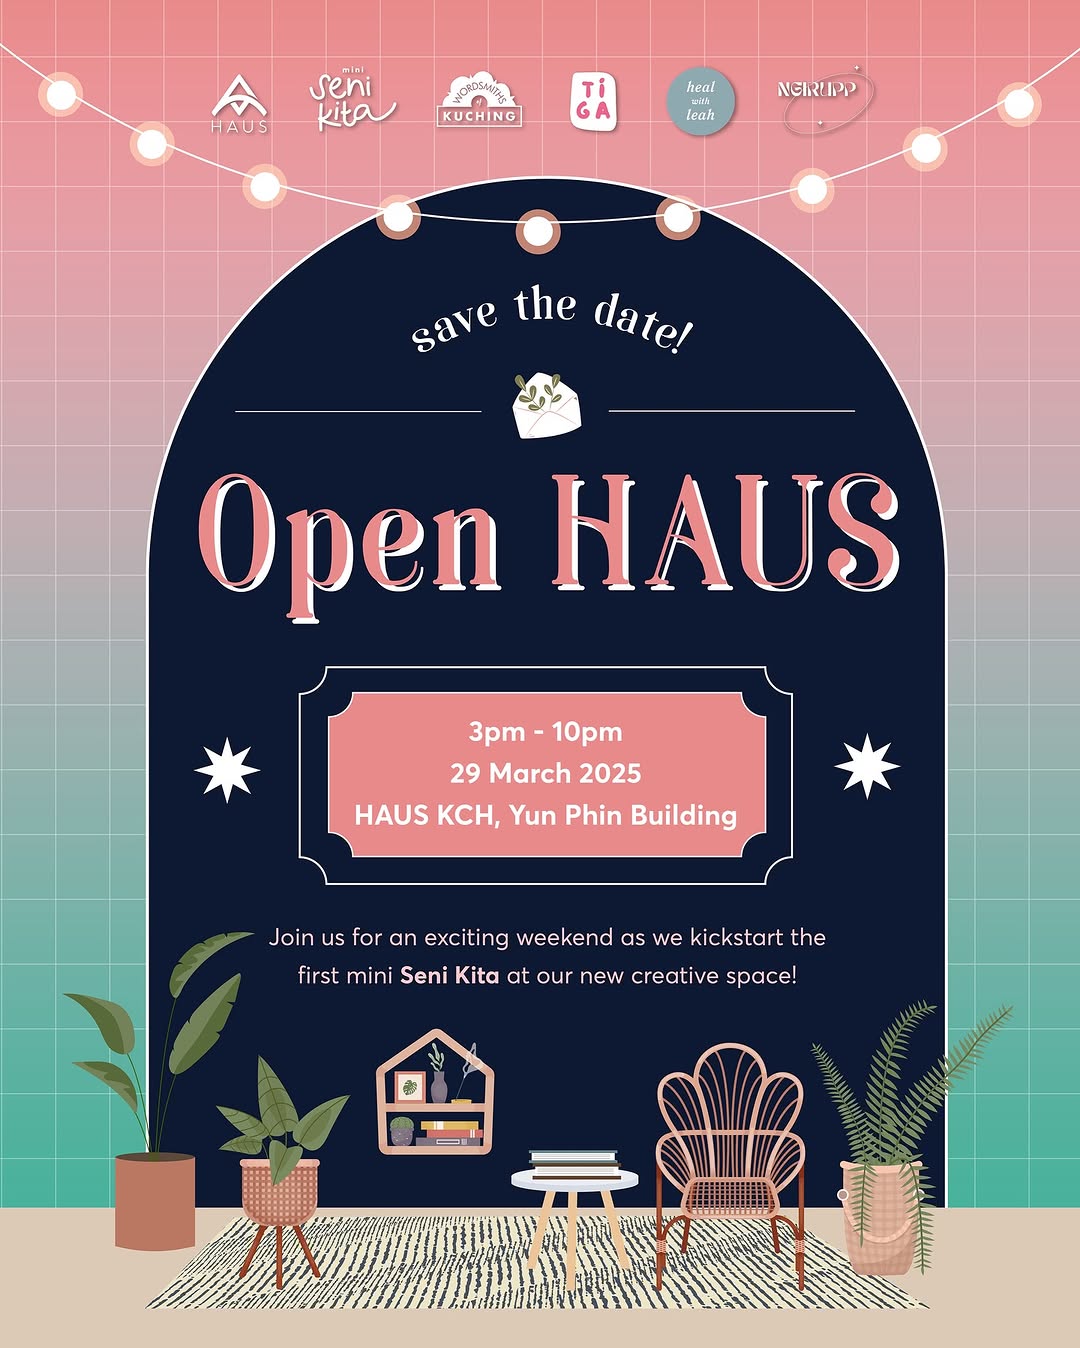 HAUS
mini
seni
kita
WORDSMITHS
of
KUCHING
TiGA
heal
with
leah
NGIRUPP
save the date!
Open HAUS
3pm - 10pm
29 March 2025
HAUS KCH, Yun Phin Building
Join us for an exciting weekend as we kickstart the
first mini Seni Kita at our new creative space!